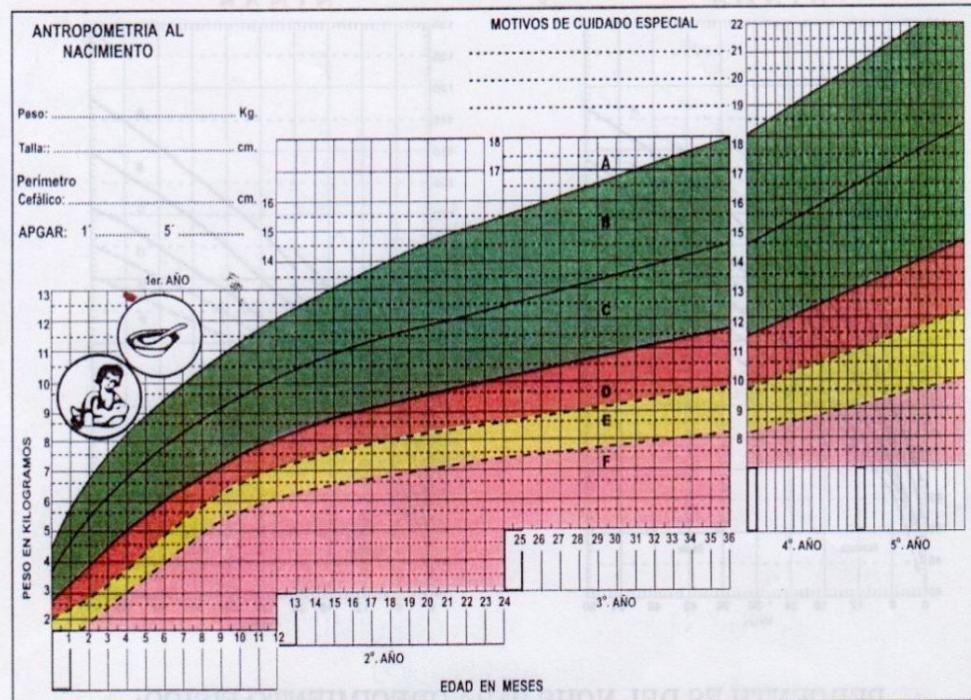 ANTROPOMETRIA AL
NACIMIENTO
Peso: Kg.
Talla:: cm.
Perímetro
Cefálico: cm.
APGAR: 1´ 5´
MOTIVOS DE CUIDADO ESPECIAL
1er. AÑO
PESO EN KILOGRAMOS
13
12
11
10
9
8
7
6
5
4
3
2
16
15
14
18
17
22
21
20
19
18
17
16
15
14
13
12
11
10
9
8
A
B
C
D
E
F
1 2 3 4 5 6 7 8 9 10 11 12
13 14 15 16 17 18 19 20 21 22 23 24
2°. AÑO
25 26 27 28 29 30 31 32 33 34 35 36
3°. AÑO
4°. AÑO 5°. AÑO
EDAD EN MESES